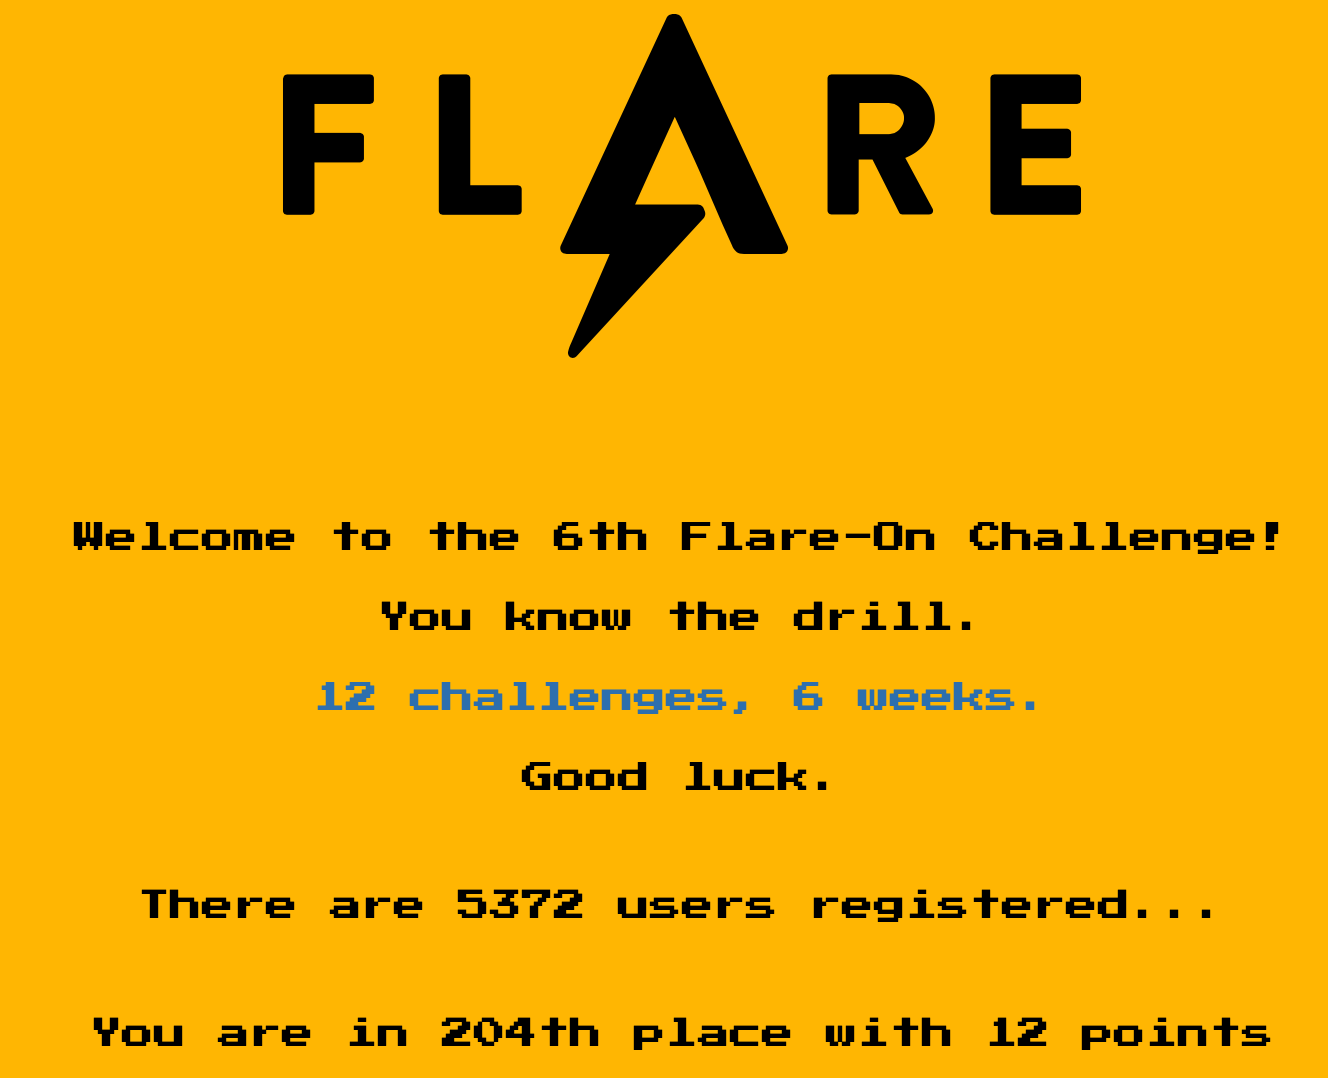 FLARE
Welcome to the 6th Flare-On Challenge!
You know the drill.
12 challenges, 6 weeks.
Good luck.
There are 5372 users registered...
You are in 204th place with 12 points